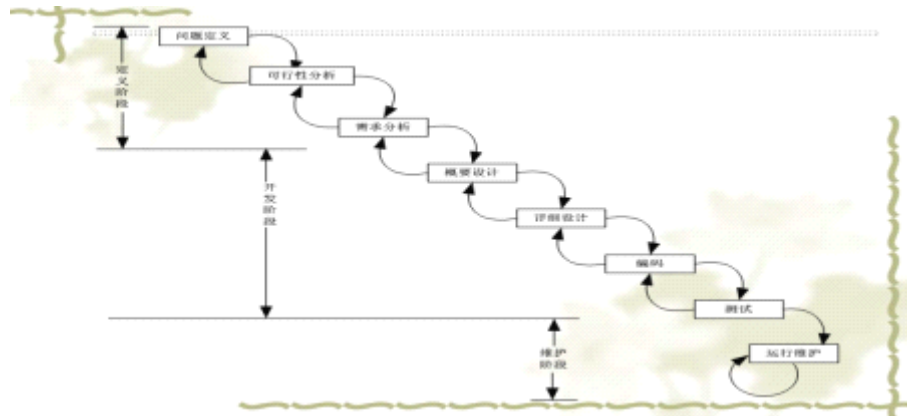 问题定义
可行性分析
需求分析
概要设计
详细设计
编码
测试
运行维护
定义阶段
开发阶段
维护
阶段